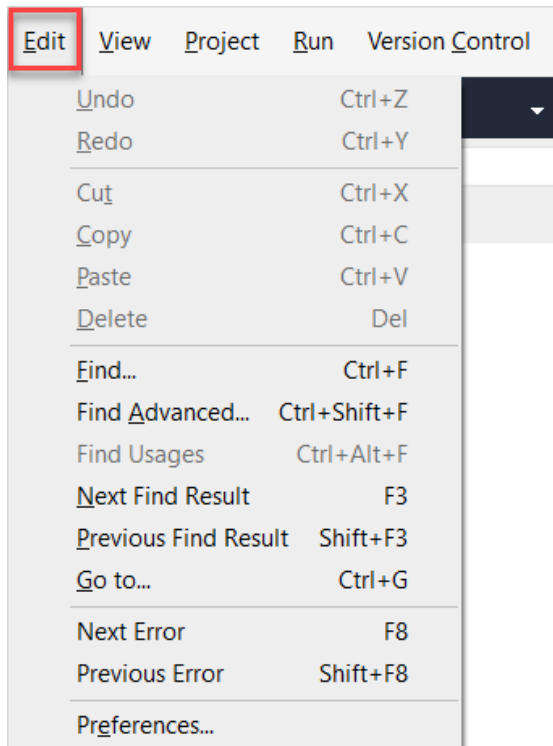 Edit View Project Run Version Control
Undo Ctrl+Z
Redo Ctrl+Y
Cut Ctrl+X
Copy Ctrl+C
Paste Ctrl+V
Delete Del
Find... Ctrl+F
Find Advanced... Ctrl+Shift+F
Find Usages Ctrl+Alt+F
Next Find Result F3
Previous Find Result Shift+F3
Go to... Ctrl+G
Next Error F8
Previous Error Shift+F8
Preferences...